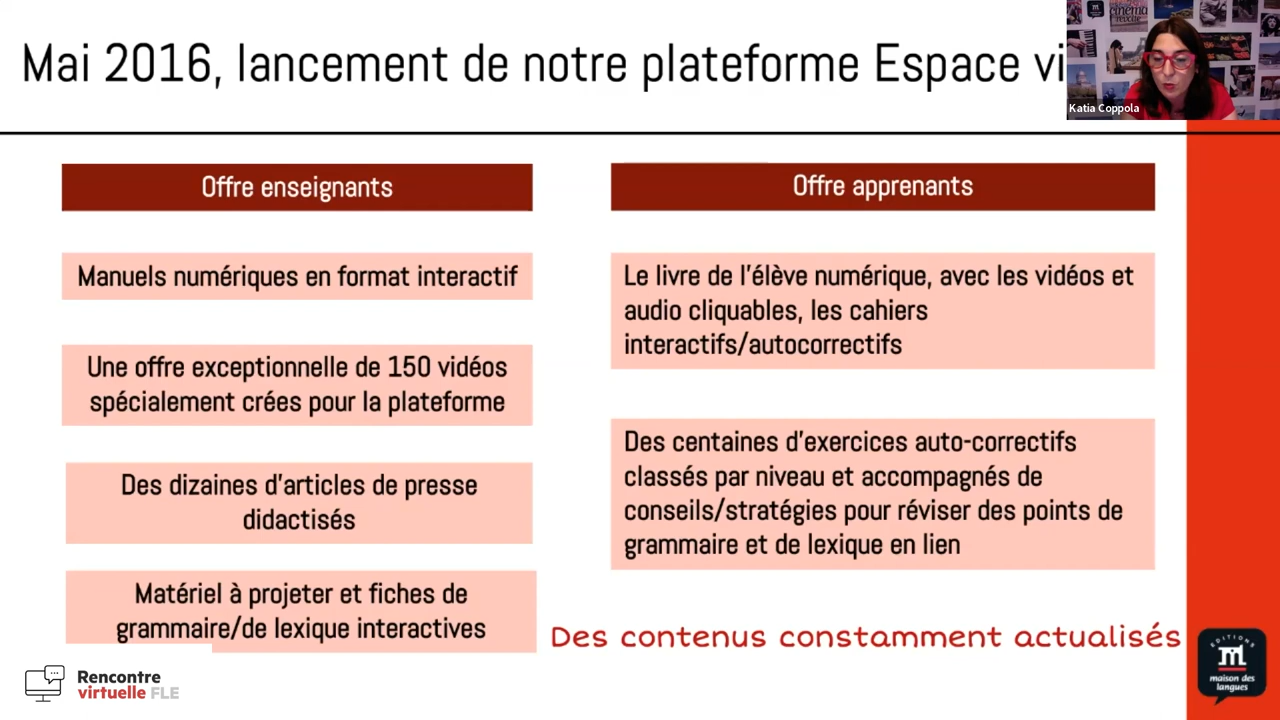 Mai 2016, lancement de notre plateforme Espace vi
cinéma
révolte
Katia Coppola
Offre enseignants
Manuels numériques en format interactif
Une offre exceptionnelle de 150 vidéos
spécialement crées pour la plateforme
Des dizaines d'articles de presse
didactisés
Matériel à projeter et fiches de
grammaire/de lexique interactives
Offre apprenants
Le livre de l'élève numérique, avec les vidéos et
audio cliquables, les cahiers
interactifs/autocorrectifs
Des centaines d'exercices auto-correctifs
classés par niveau et accompagnés de
conseils/stratégies pour réviser des points de
grammaire et de lexique en lien
Des contenus constamment actualisés
Rencontre
virtuelle FLE
EDITIONS
maison des
langues